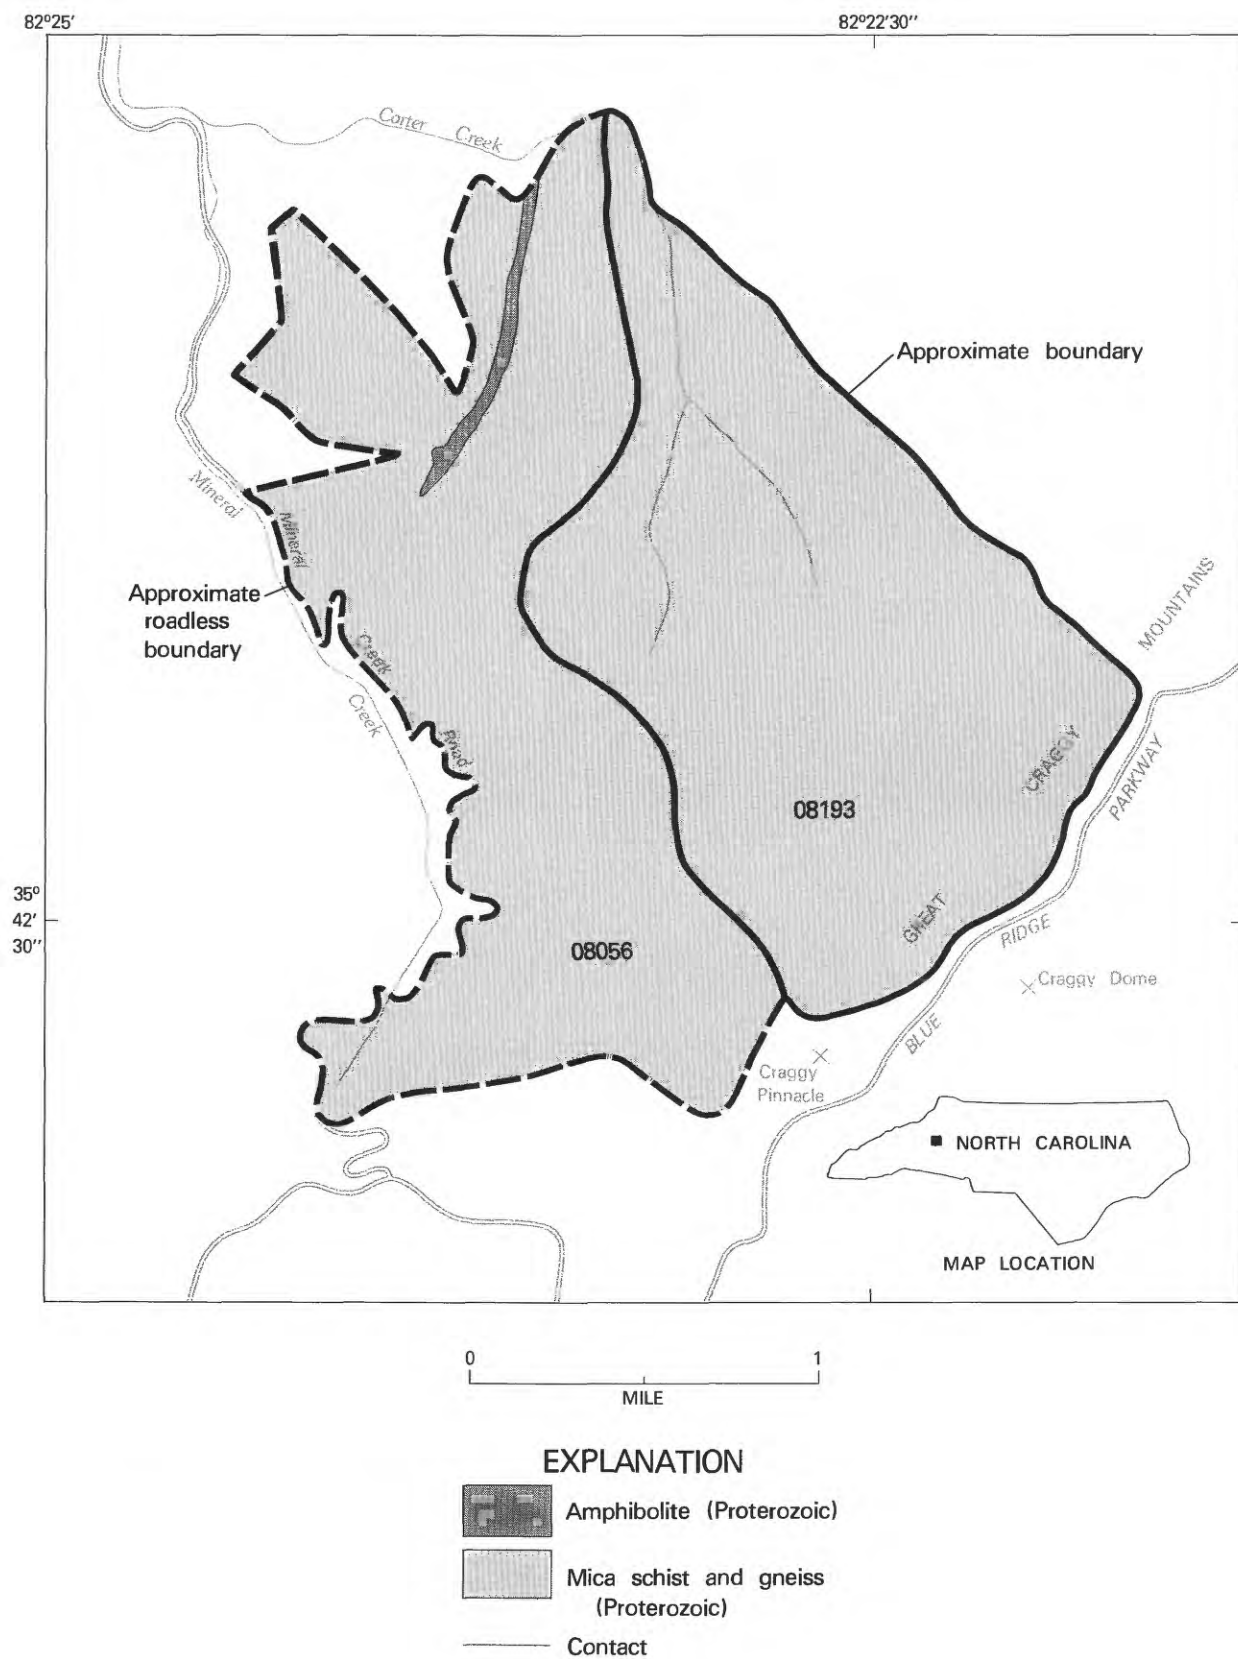 82°25'
82°22'30''
Carter Creek
Approximate boundary
Mineral
Mineral
Approximate
roadless
boundary
Creek
Creek
Road
MOUNTAINS
CRAGGY
PARKWAY
08193
35°
42'
30''
GREAT
RIDGE
08056
Craggy Dome
BLUE
Craggy
Pinnacle
NORTH CAROLINA
MAP LOCATION
0 1
MILE
EXPLANATION
Amphibolite (Proterozoic)
Mica schist and gneiss
(Proterozoic)
Contact